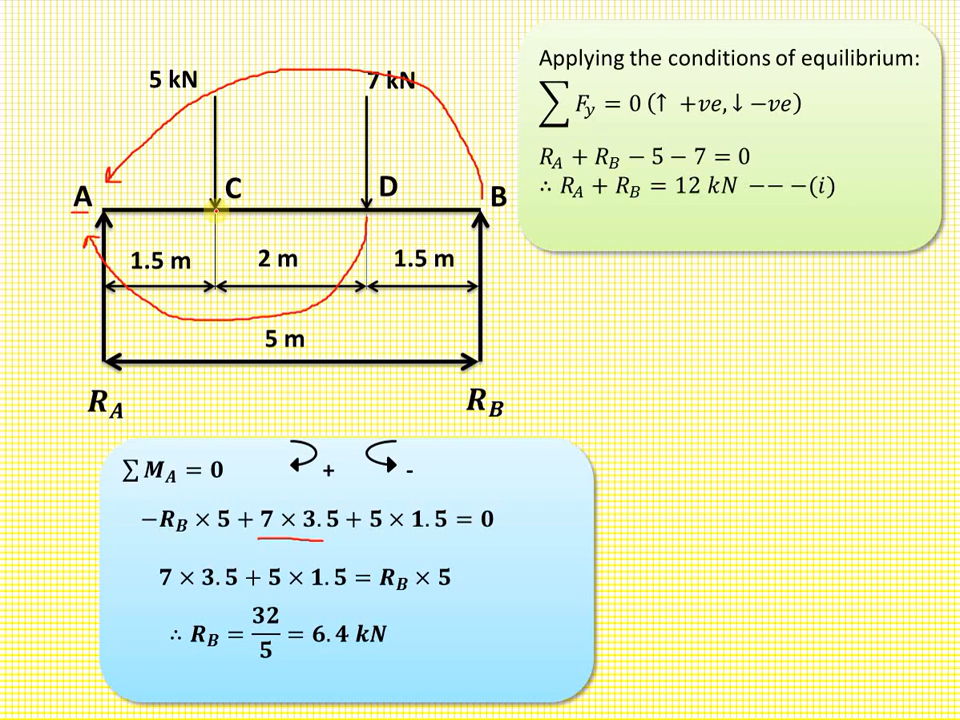 5 kN
7 kN
A
C
D
B
1.5 m
2 m
1.5 m
5 m
R_A
R_B
Applying the conditions of equilibrium:
∑ F_y = 0 (↑ +ve, ↓ −ve)
R_A + R_B − 5 − 7 = 0
∴ R_A + R_B = 12 kN −− −(i)
∑ M_A = 0 + -
−R_B × 5 + 7 × 3.5 + 5 × 1.5 = 0
7 × 3.5 + 5 × 1.5 = R_B × 5
∴ R_B = 32/5 = 6.4 kN